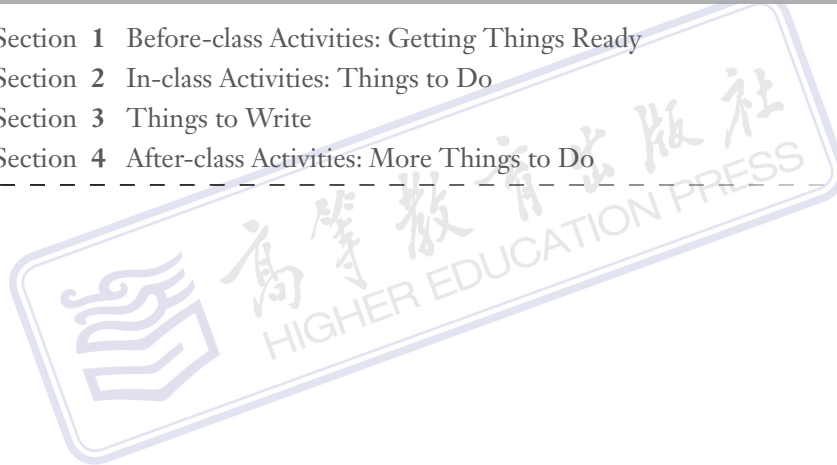 Section 1 Before-class Activities: Getting Things Ready
Section 2 In-class Activities: Things to Do
Section 3 Things to Write
Section 4 After-class Activities: More Things to Do
高等教育出版社
HIGHER EDUCATION PRESS